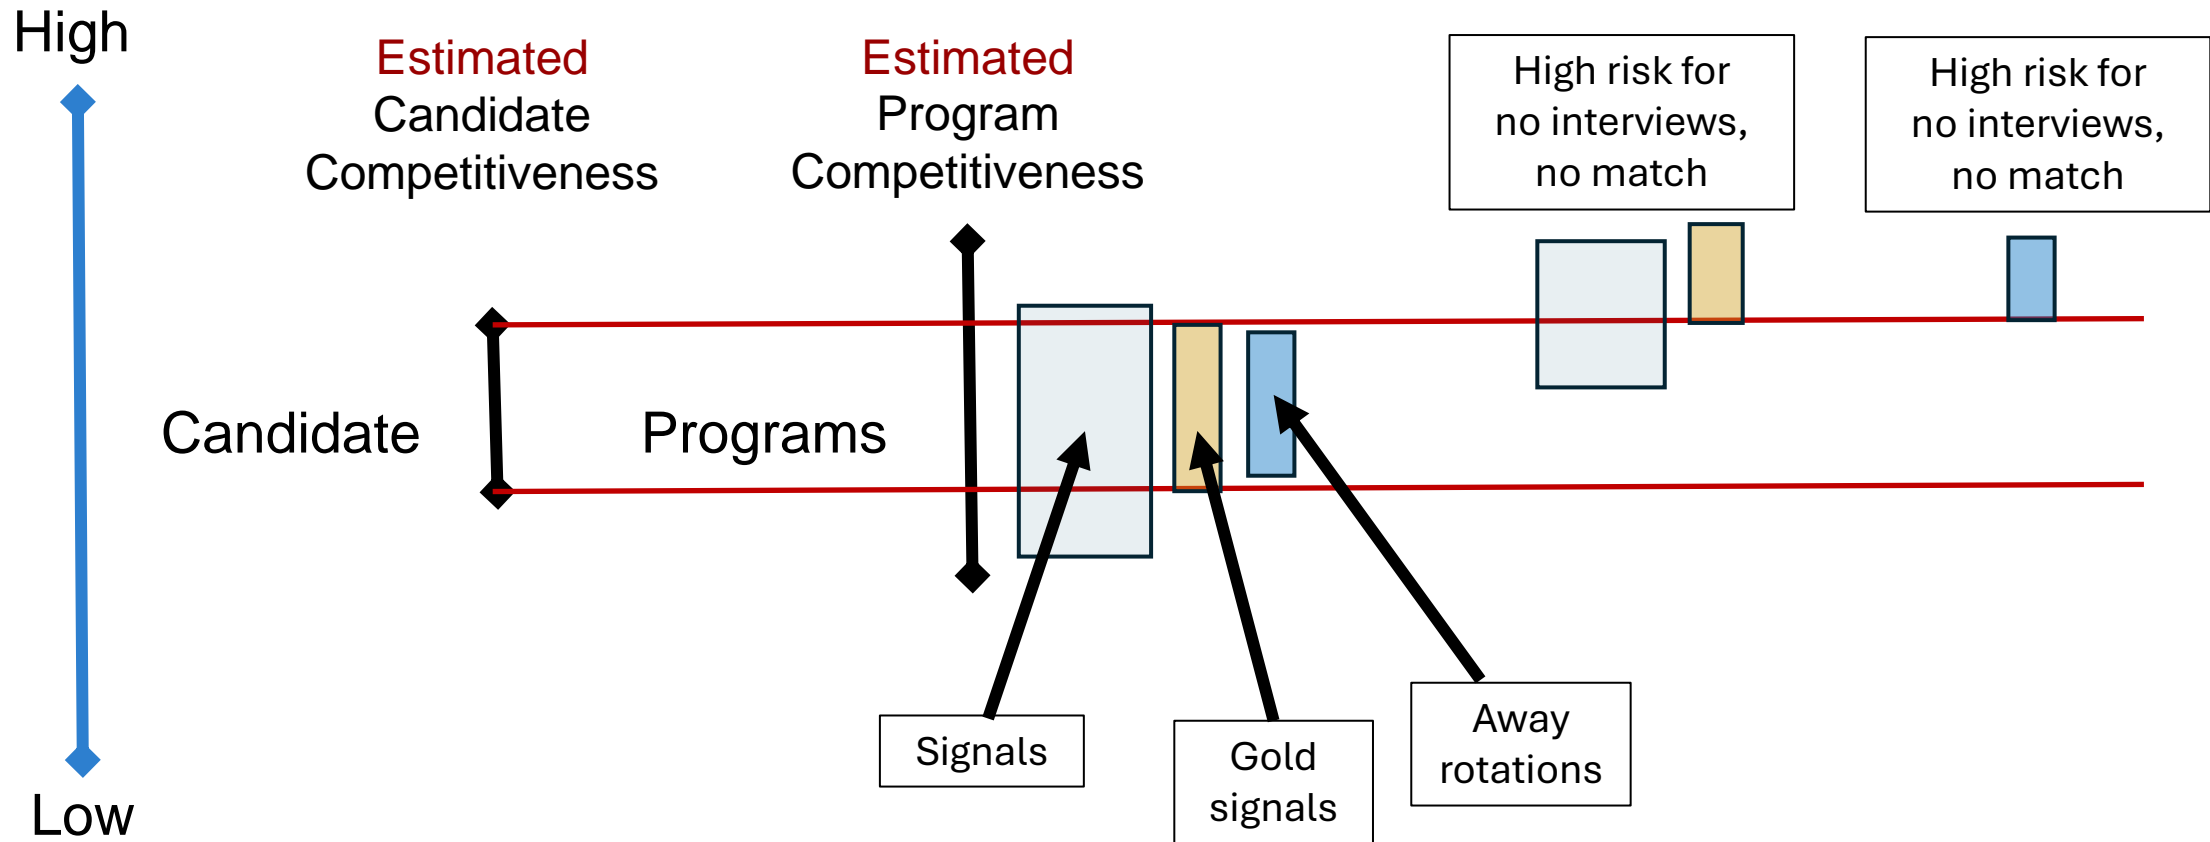 High
Estimated
Candidate
Competitiveness
Estimated
Program
Competitiveness
High risk for
no interviews,
no match
High risk for
no interviews,
no match
Candidate
Programs
Signals
Gold
signals
Away
rotations
Low